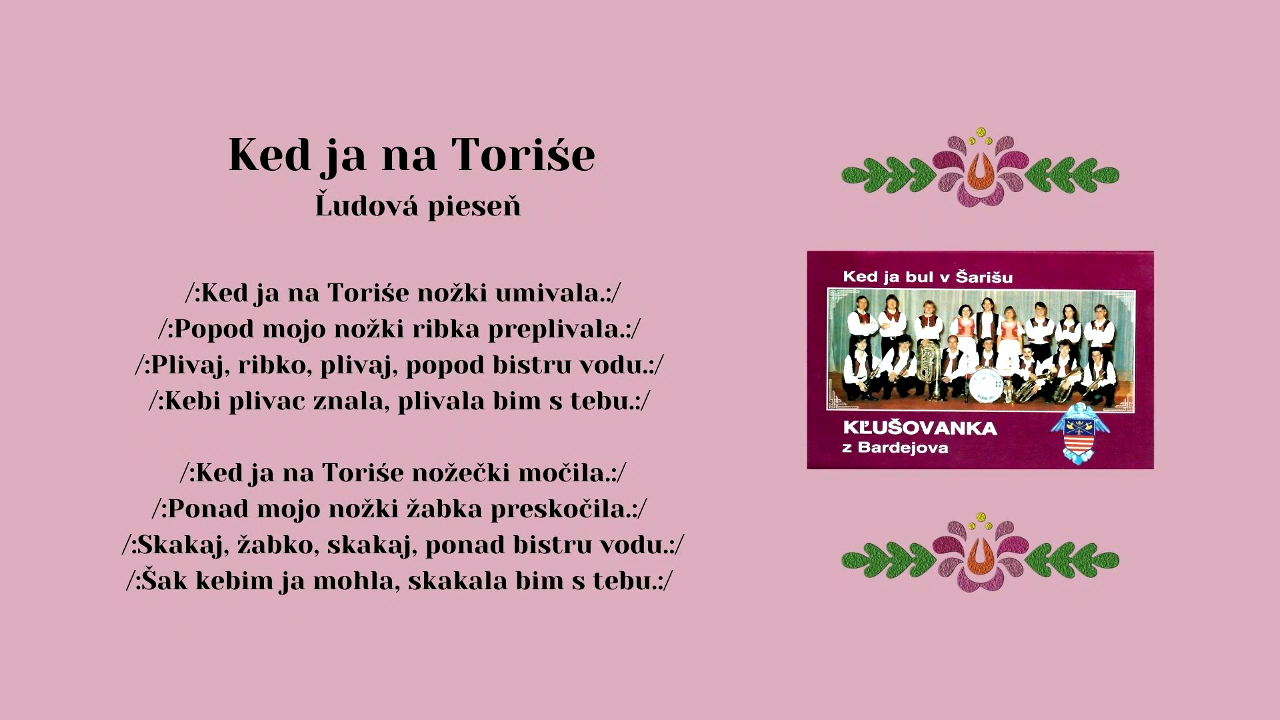 Ked ja na Toriśe
Ľudová pieseň
/:Ked ja na Toriśe nožki umivala.:/
/:Popod mojo nožki ribka preplivala.:/
/:Plivaj, ribko, plivaj, popod bistru vodu.:/
/:Kebi plivac znala, plivala bim s tebu.:/
/:Ked ja na Toriśe nožečki močila.:/
/:Ponad mojo nožki žabka preskočila.:/
/:Skakaj, žabko, skakaj, ponad bistru vodu.:/
/:Šak kebim ja mohla, skakala bim s tebu.:/
Ked ja bul v Šarišu
KĽUŠOVANKA
z Bardejova